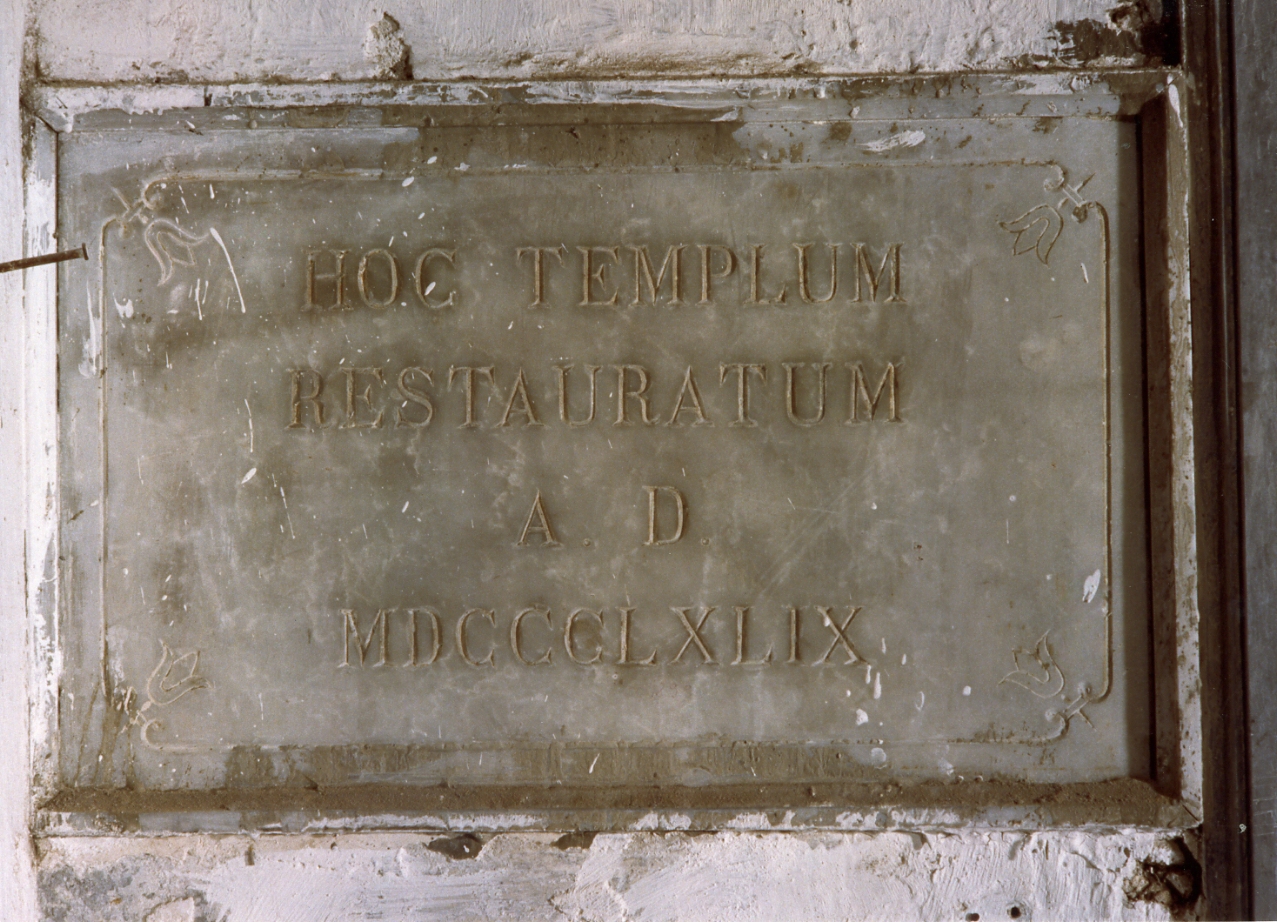 HOC TEMPLUM
RESTAURATUM
A. D.
MDCCCLXLIX